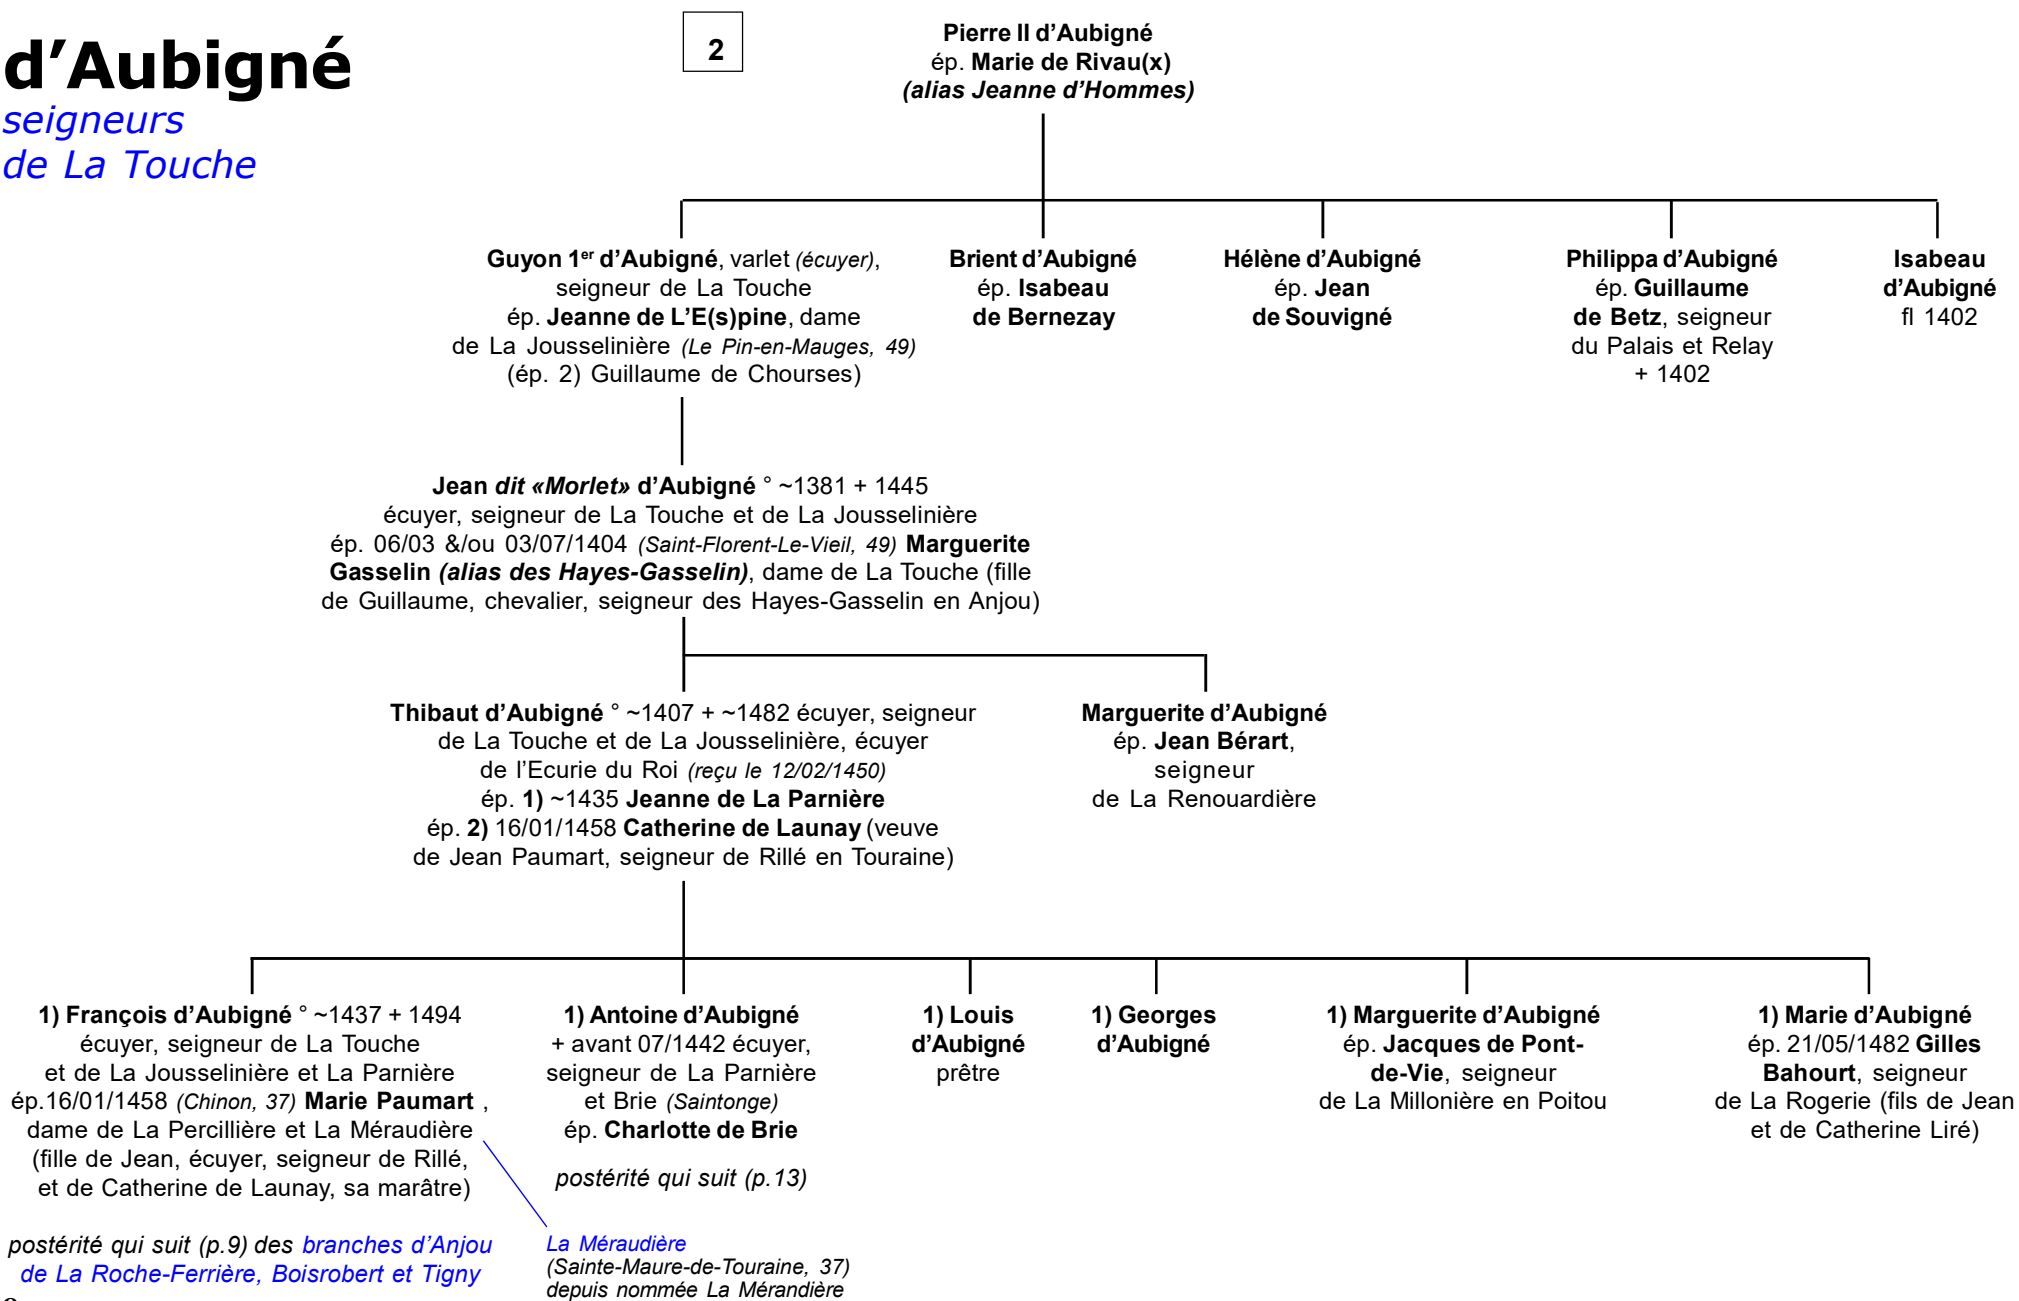 d’Aubigné
seigneurs
de La Touche
2
Pierre II d’Aubigné
ép. Marie de Rivau(x)
(alias Jeanne d’Hommes)
Guyon 1er d’Aubigné, varlet (écuyer),
seigneur de La Touche
ép. Jeanne de L’E(s)pine, dame
de La Jousselinière (Le Pin-en-Mauges, 49)
(ép. 2) Guillaume de Chourses)
Brient d’Aubigné
ép. Isabeau
de Bernezay
Hélène d’Aubigné
ép. Jean
de Souvigné
Philippa d’Aubigné
ép. Guillaume
de Betz, seigneur
du Palais et Relay
+ 1402
Isabeau
d’Aubigné
fl 1402
Jean dit «Morlet» d’Aubigné ° ~1381 + 1445
écuyer, seigneur de La Touche et de La Jousselinière
ép. 06/03 &/ou 03/07/1404 (Saint-Florent-Le-Vieil, 49) Marguerite
Gasselin (alias des Hayes-Gasselin), dame de La Touche (fille
de Guillaume, chevalier, seigneur des Hayes-Gasselin en Anjou)
Thibaut d’Aubigné ° ~1407 + ~1482 écuyer, seigneur
de La Touche et de La Jousselinière, écuyer
de l’Ecurie du Roi (reçu le 12/02/1450)
ép. 1) ~1435 Jeanne de La Parnière
ép. 2) 16/01/1458 Catherine de Launay (veuve
de Jean Paumart, seigneur de Rillé en Touraine)
Marguerite d’Aubigné
ép. Jean Bérart,
seigneur
de La Renouardière
1) François d’Aubigné ° ~1437 + 1494
écuyer, seigneur de La Touche
et de La Jousselinière et La Parnière
ép.16/01/1458 (Chinon, 37) Marie Paumart ,
dame de La Percillière et La Méraudière
(fille de Jean, écuyer, seigneur de Rillé,
et de Catherine de Launay, sa marâtre)
postérité qui suit (p.9) des branches d’Anjou
de La Roche-Ferrière, Boisrobert et Tigny
1) Antoine d’Aubigné
+ avant 07/1442 écuyer,
seigneur de La Parnière
et Brie (Saintonge)
ép. Charlotte de Brie
postérité qui suit (p.13)
La Méraudière
(Sainte-Maure-de-Touraine, 37)
depuis nommée La Mérandière
1) Louis
d’Aubigné
prêtre
1) Georges
d’Aubigné
1) Marguerite d’Aubigné
ép. Jacques de Pont-
de-Vie, seigneur
de La Millonière en Poitou
1) Marie d’Aubigné
ép. 21/05/1482 Gilles
Bahourt, seigneur
de La Rogerie (fils de Jean
et de Catherine Liré)